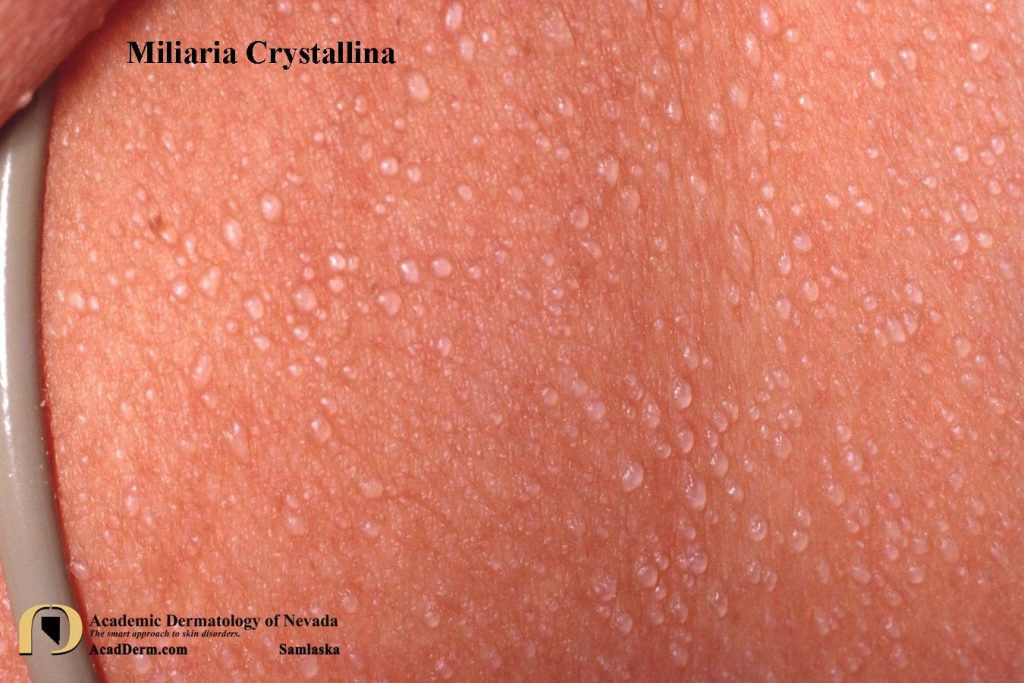 Miliaria Crystallina
Academic Dermatology of Nevada
The smart approach to skin disorders.
AcadDerm.com Samlaska